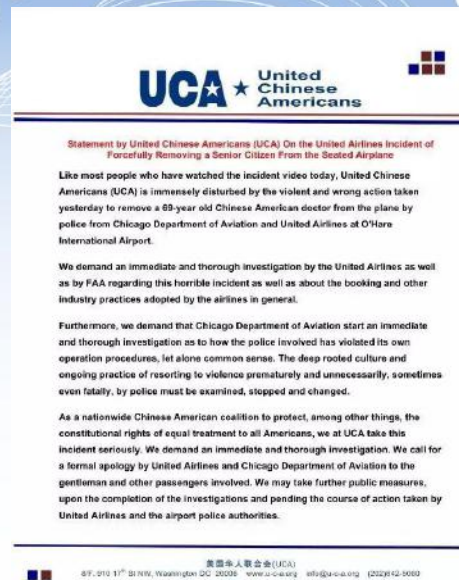 UCA ★ United
Chinese
Americans
Statement by United Chinese Americans (UCA) On the United Airlines Incident of
Forcefully Removing a Senior Citizen From the Seated Airplane
Like most people who have watched the incident video today, United Chinese
Americans (UCA) is immensely disturbed by the violent and wrong action taken
yesterday to remove a 69-year old Chinese American doctor from the plane by
police from Chicago Department of Aviation and United Airlines at O'Hare
International Airport.
We demand an immediate and thorough investigation by the United Airlines as well
as by FAA regarding this horrible incident as well as about the booking and other
industry practices adopted by the airlines in general.
Furthermore, we demand that Chicago Department of Aviation start an immediate
and thorough investigation as to how the police involved has violated its own
operation procedures, let alone common sense. The deep rooted culture and
ongoing practice of resorting to violence prematurely and unnecessarily, sometimes
even fatally, by police must be examined, stopped and changed.
As a nationwide Chinese American coalition to protect, among other things, the
constitutional rights of equal treatment to all Americans, we at UCA take this
incident seriously. We demand an immediate and thorough investigation. We call for
a formal apology by United Airlines and Chicago Department of Aviation to the
gentleman and other passengers involved. We may take further public measures,
upon the completion of the investigations and pending the course of action taken by
United Airlines and the airport police authorities.
美国华人联合会(UCA)
8/F, 910 17th St NW, Washington DC 20006 www.u-c-a.org info@u-c-a.org